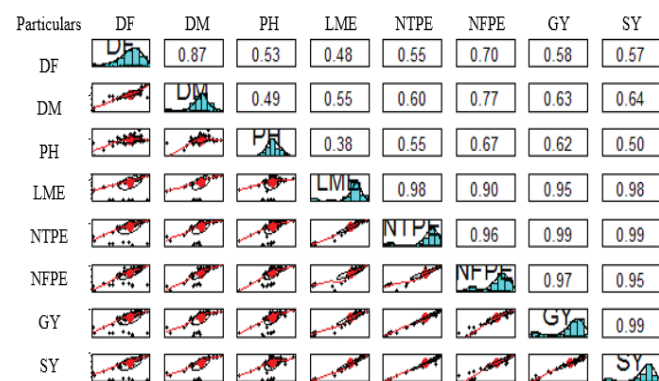 Particulars DF DM PH LME NTPE NFPE GY SY
DF DF 0.87 0.53 0.48 0.55 0.70 0.58 0.57
DM DM 0.49 0.55 0.60 0.77 0.63 0.64
PH PH 0.38 0.55 0.67 0.62 0.50
LME LME 0.98 0.90 0.95 0.98
NTPE NTPE 0.96 0.99 0.99
NFPE NFPE 0.97 0.95
GY GY 0.99
SY SY